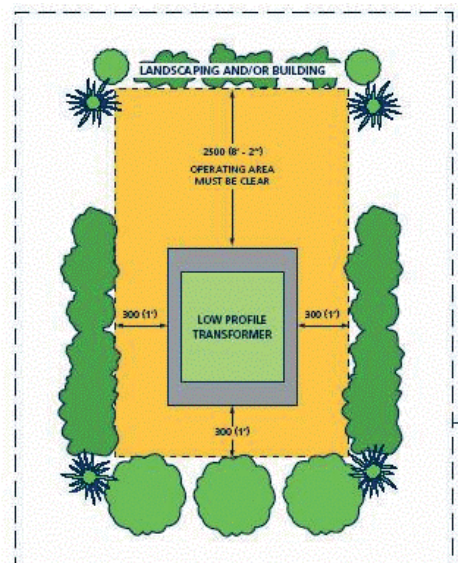 LANDSCAPING AND/OR BUILDING
2500 (8' - 2")
OPERATING AREA
MUST BE CLEAR
300 (1')
LOW PROFILE
TRANSFORMER
300 (1')
300 (1')